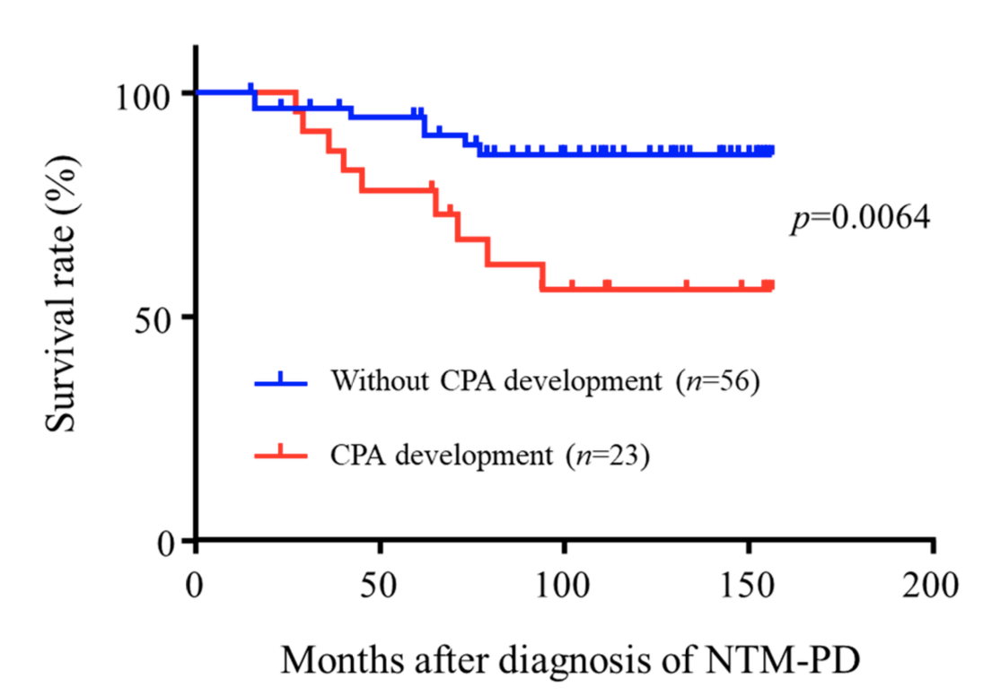 Survival rate (%)
100
50
0
p=0.0064
Without CPA development (n=56)
CPA development (n=23)
0 50 100 150 200
Months after diagnosis of NTM-PD